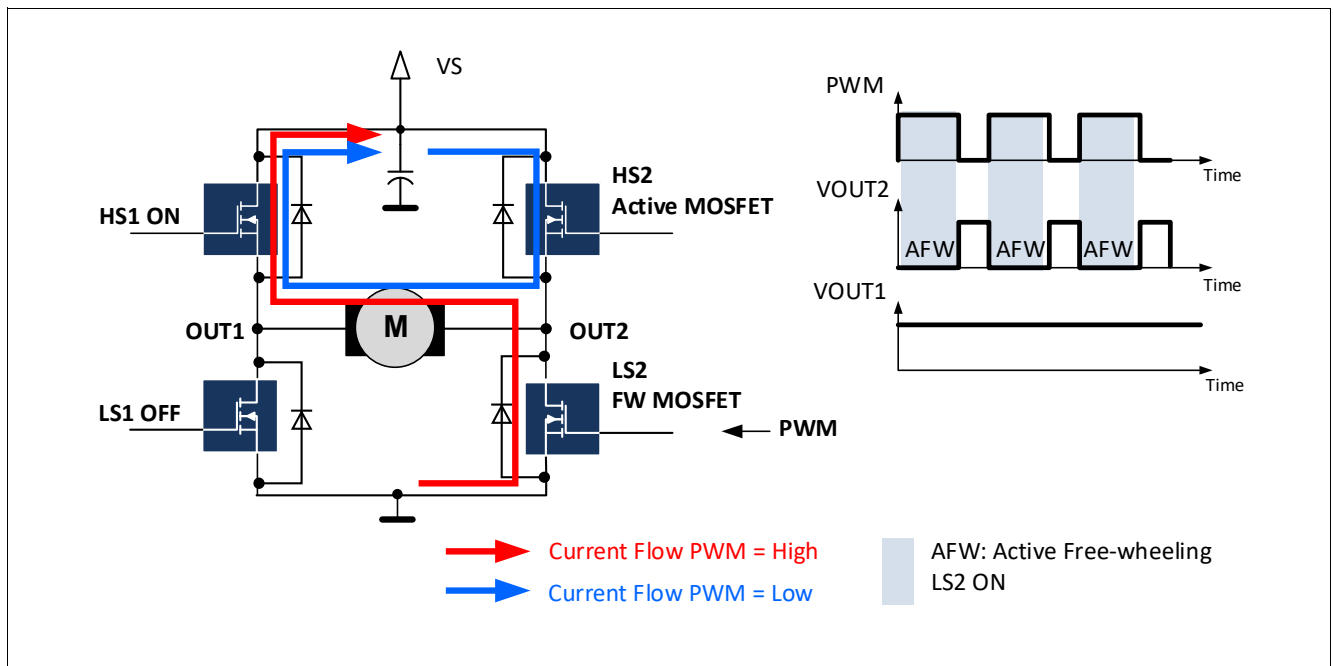 VS
HS1 ON
HS2
Active MOSFET
OUT1
M
OUT2
LS1 OFF
LS2
FW MOSFET
PWM
Current Flow PWM = High
Current Flow PWM = Low
PWM
Time
VOUT2
AFW
AFW
AFW
Time
VOUT1
Time
AFW: Active Free-wheeling
LS2 ON